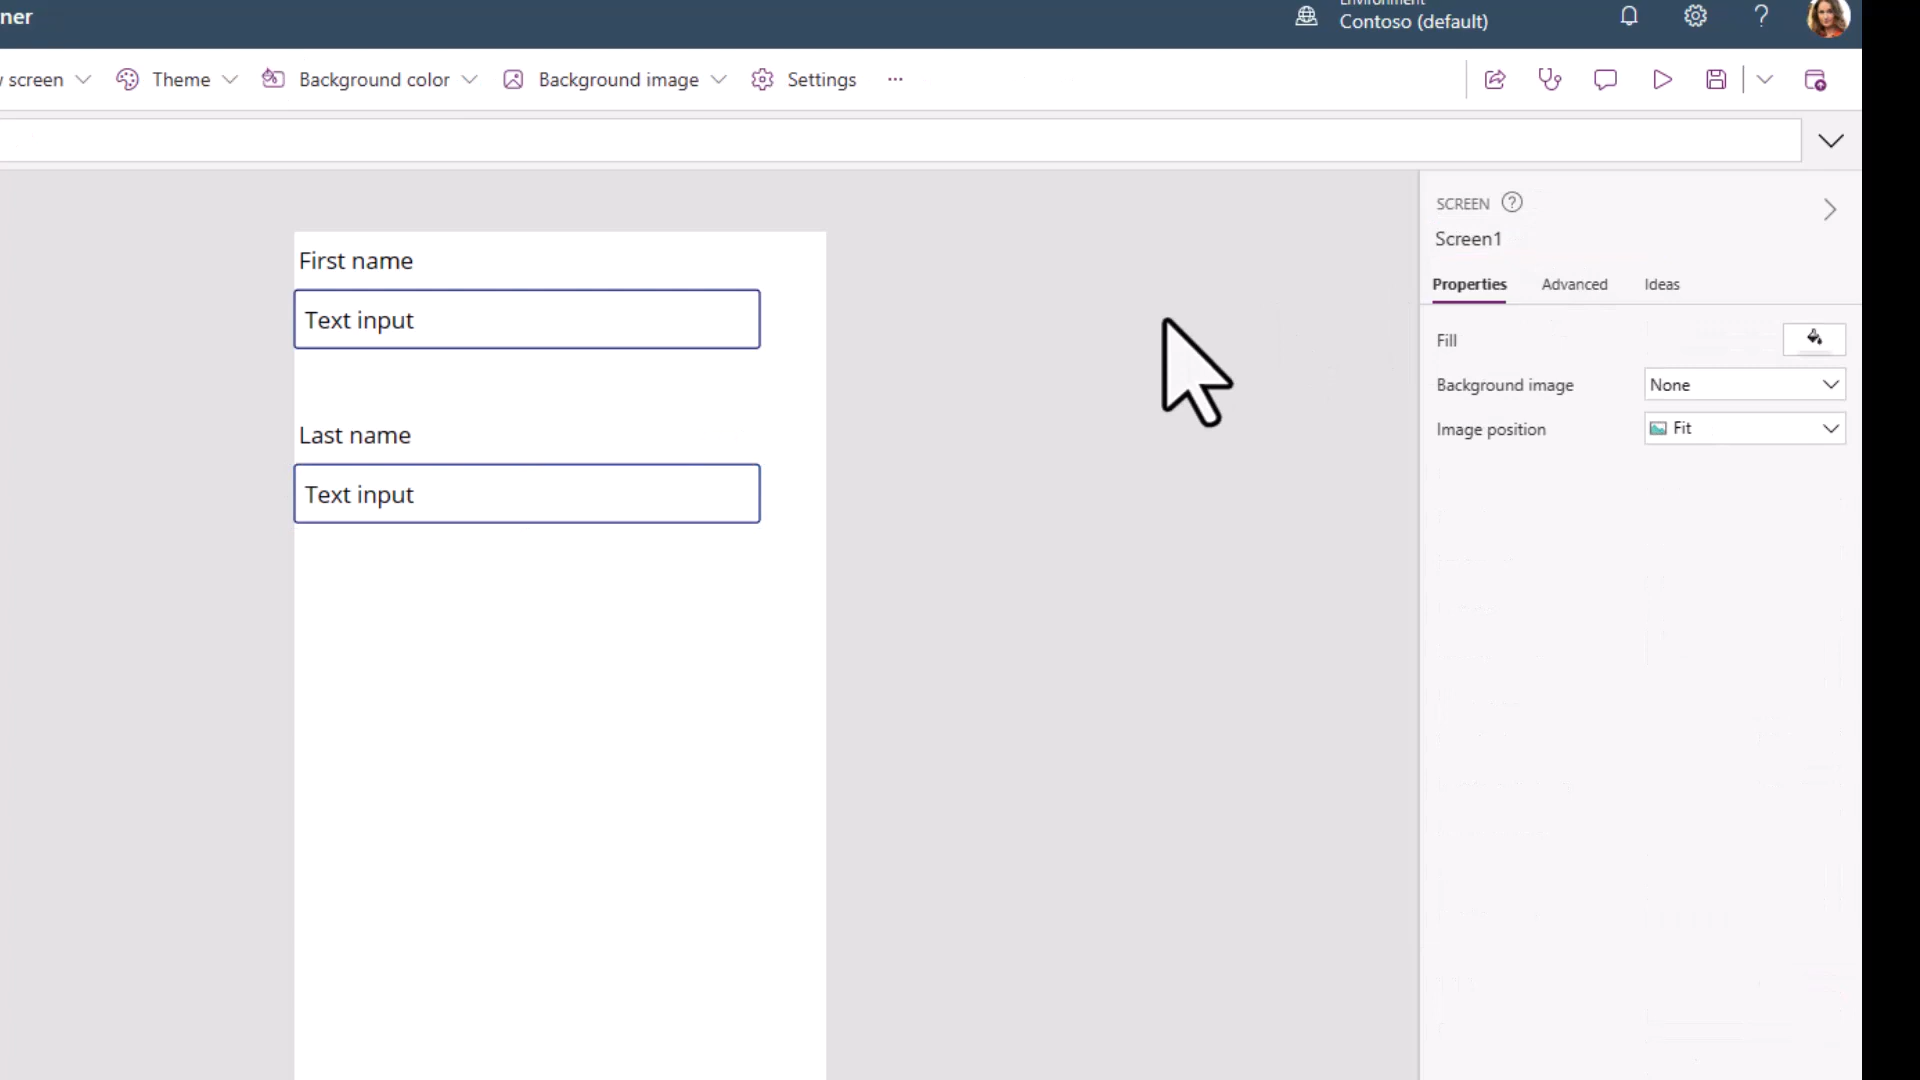 ner
Contoso (default)
screen
Theme
Background color
Background image
Settings
SCREEN
Screen1
Properties
Advanced
Ideas
Fill
Background image
None
Image position
Fit
First name
Text input
Last name
Text input